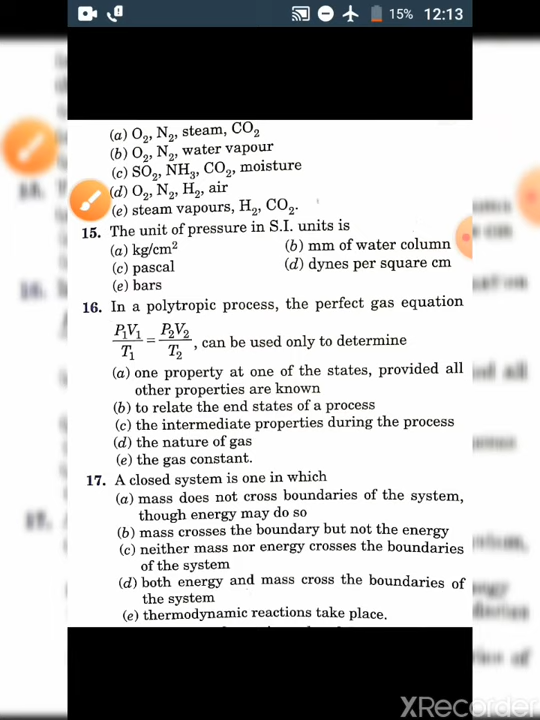 15% 12:13
(a) O₂, N₂, steam, CO₂
(b) O₂, N₂, water vapour
(c) SO₂, NH₃, CO₂, moisture
(d) O₂, N₂, H₂, air
(e) steam vapours, H₂, CO₂.
15. The unit of pressure in S.I. units is
(a) kg/cm² (b) mm of water column
(c) pascal (d) dynes per square cm
(e) bars
16. In a polytropic process, the perfect gas equation
P₁V₁/T₁ = P₂V₂/T₂, can be used only to determine
(a) one property at one of the states, provided all
other properties are known
(b) to relate the end states of a process
(c) the intermediate properties during the process
(d) the nature of gas
(e) the gas constant.
17. A closed system is one in which
(a) mass does not cross boundaries of the system,
though energy may do so
(b) mass crosses the boundary but not the energy
(c) neither mass nor energy crosses the boundaries
of the system
(d) both energy and mass cross the boundaries of
the system
(e) thermodynamic reactions take place.
XRecorder